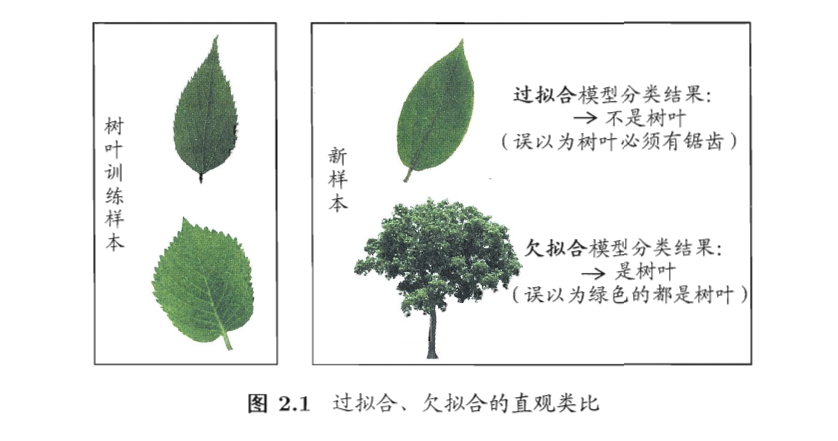 树叶训练样本
新样本
过拟合模型分类结果:
→ 不是树叶
(误以为树叶必须有锯齿)
欠拟合模型分类结果:
→ 是树叶
(误以为绿色的都是树叶)
图 2.1 过拟合、欠拟合的直观类比